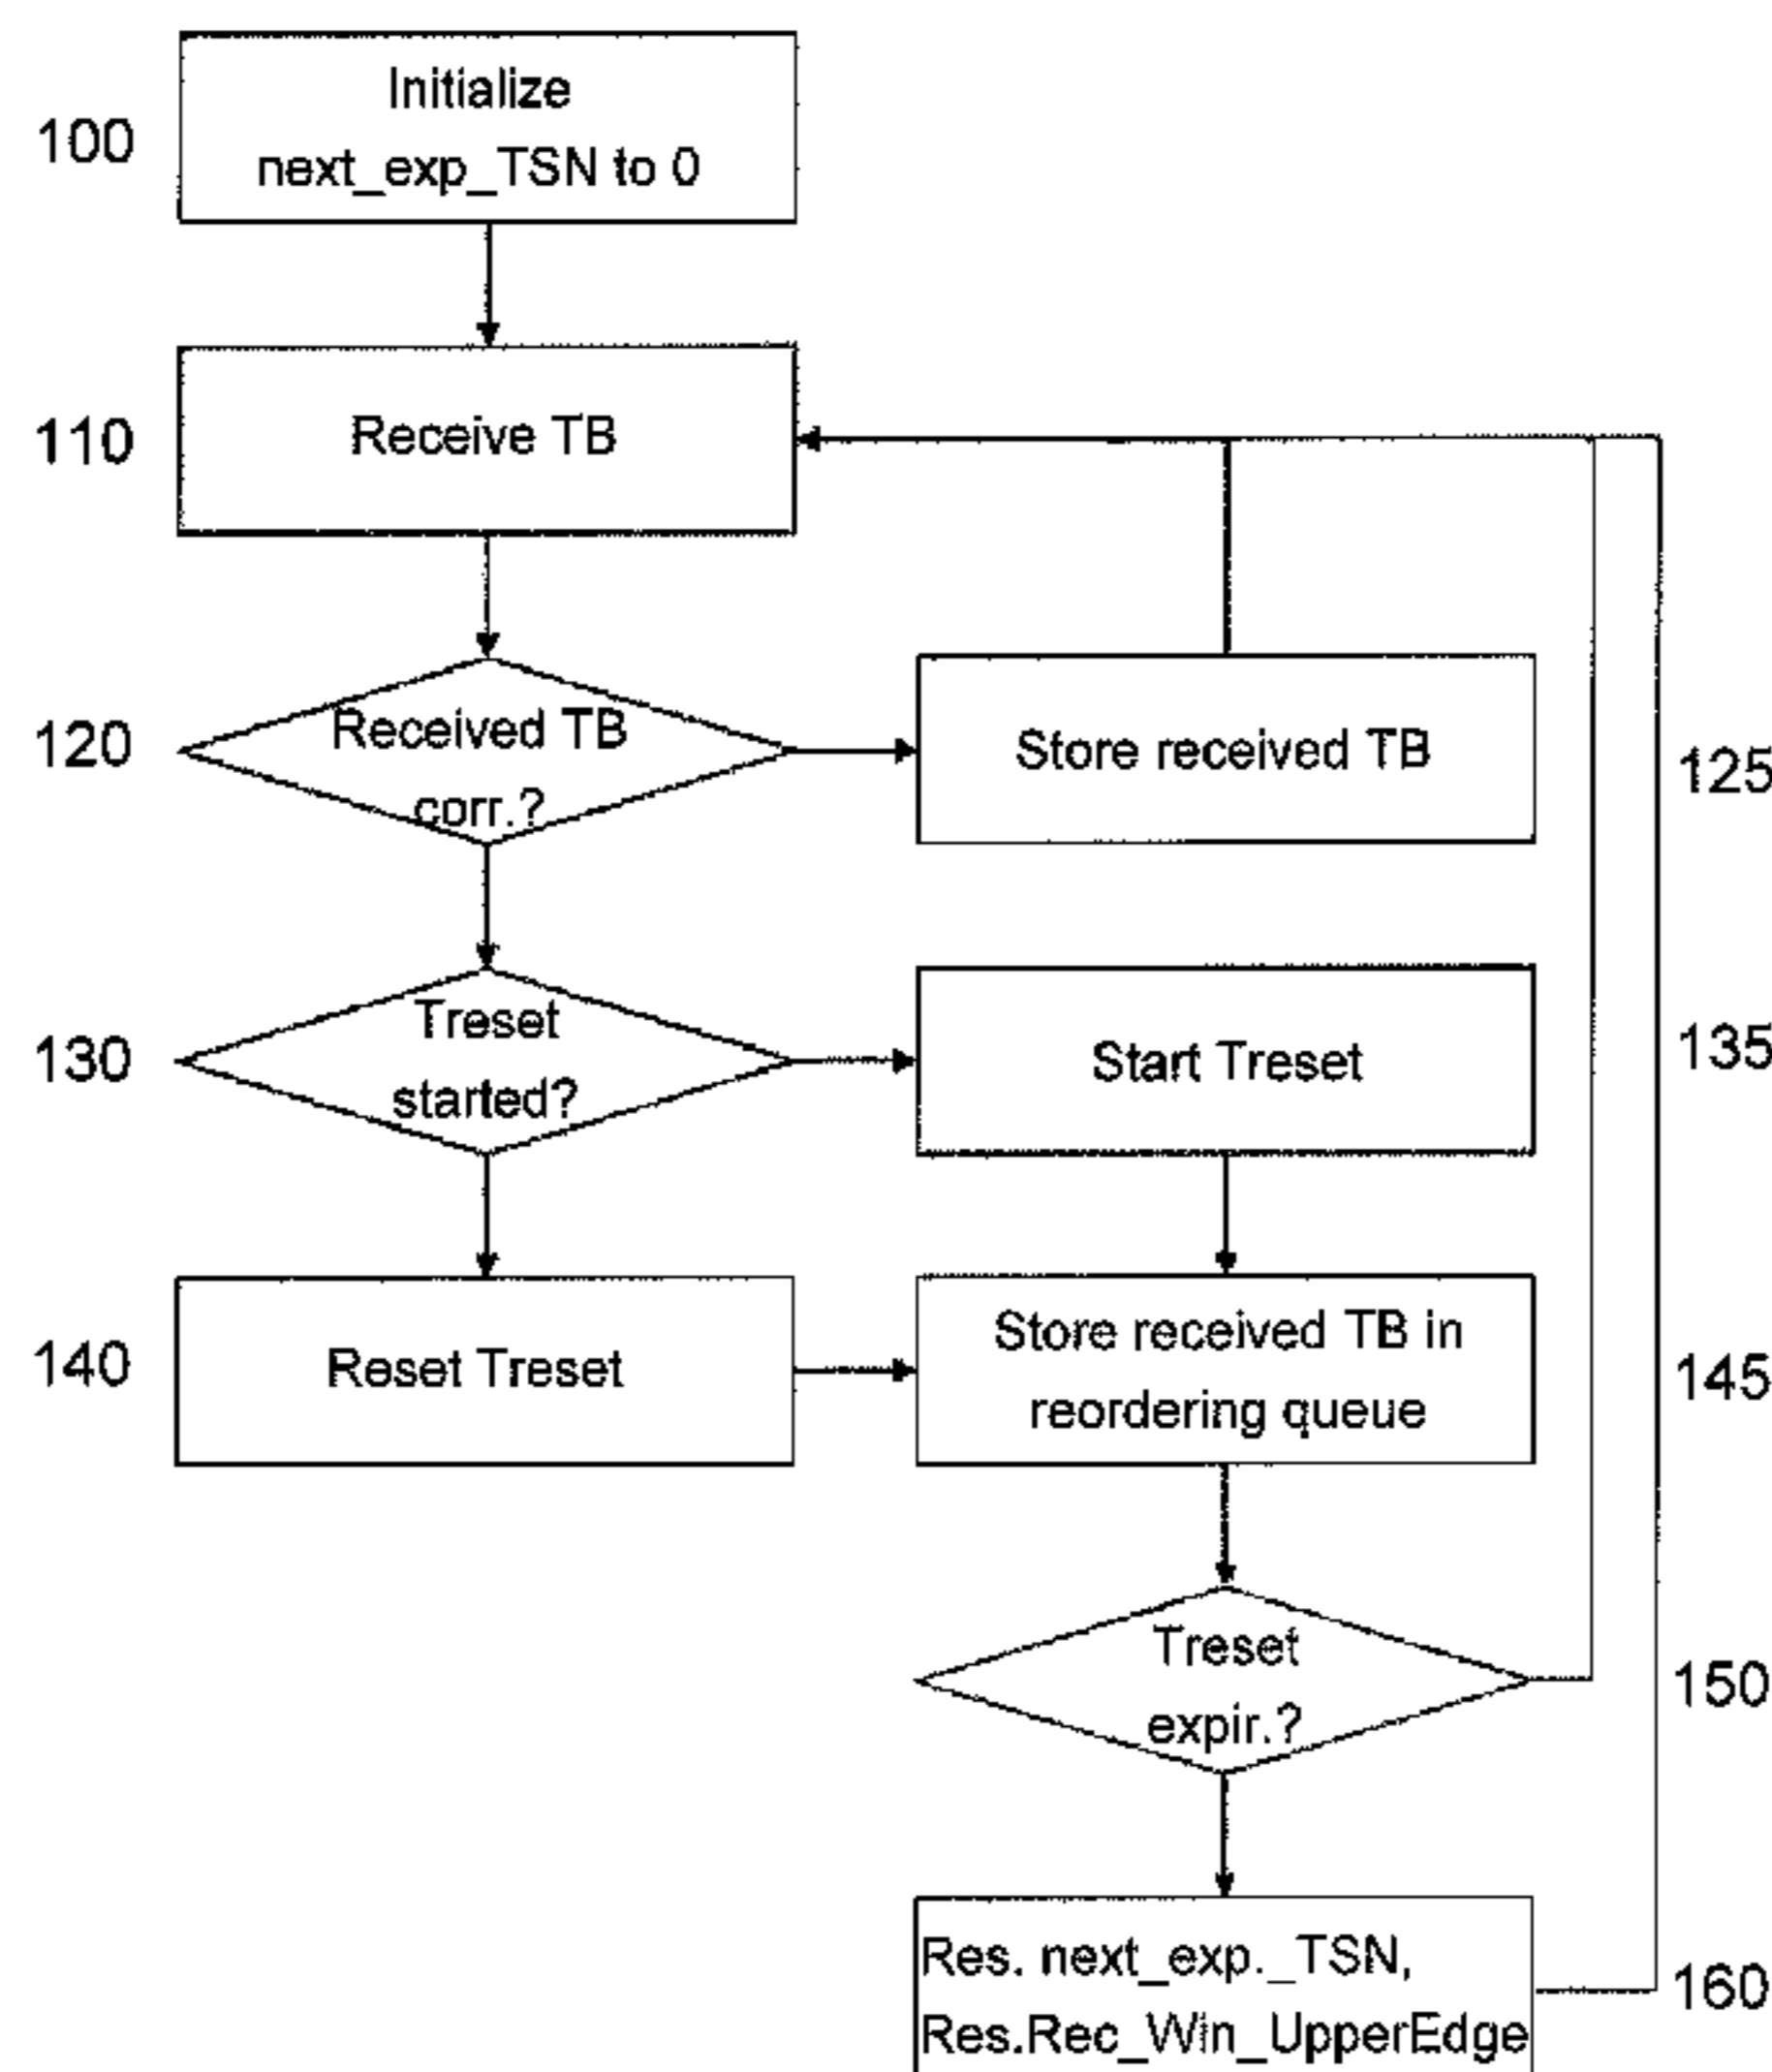 Initialize
100
next_exp_TSN to 0
110
Receive TB
120
Received TB
corr.?
Store received TB
125
130
Treset
started?
Start Treset
135
140
Reset Treset
Store received TB in
reordering queue
145
Treset
expir.?
150
Res. next_exp._TSN,
Res.Rec_Win_UpperEdge
160